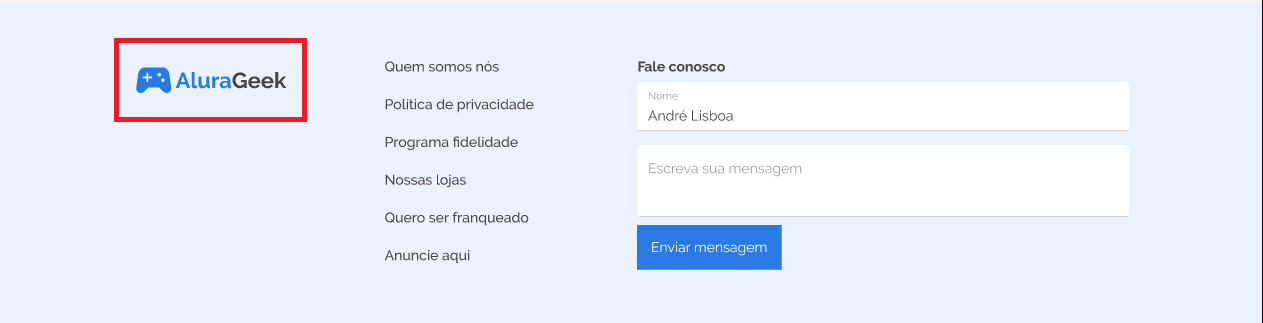 AluraGeek
Quem somos nós
Política de privacidade
Programa fidelidade
Nossas lojas
Quero ser franqueado
Anuncie aqui
Fale conosco
Nome
André Lisboa
Escreva sua mensagem
Enviar mensagem